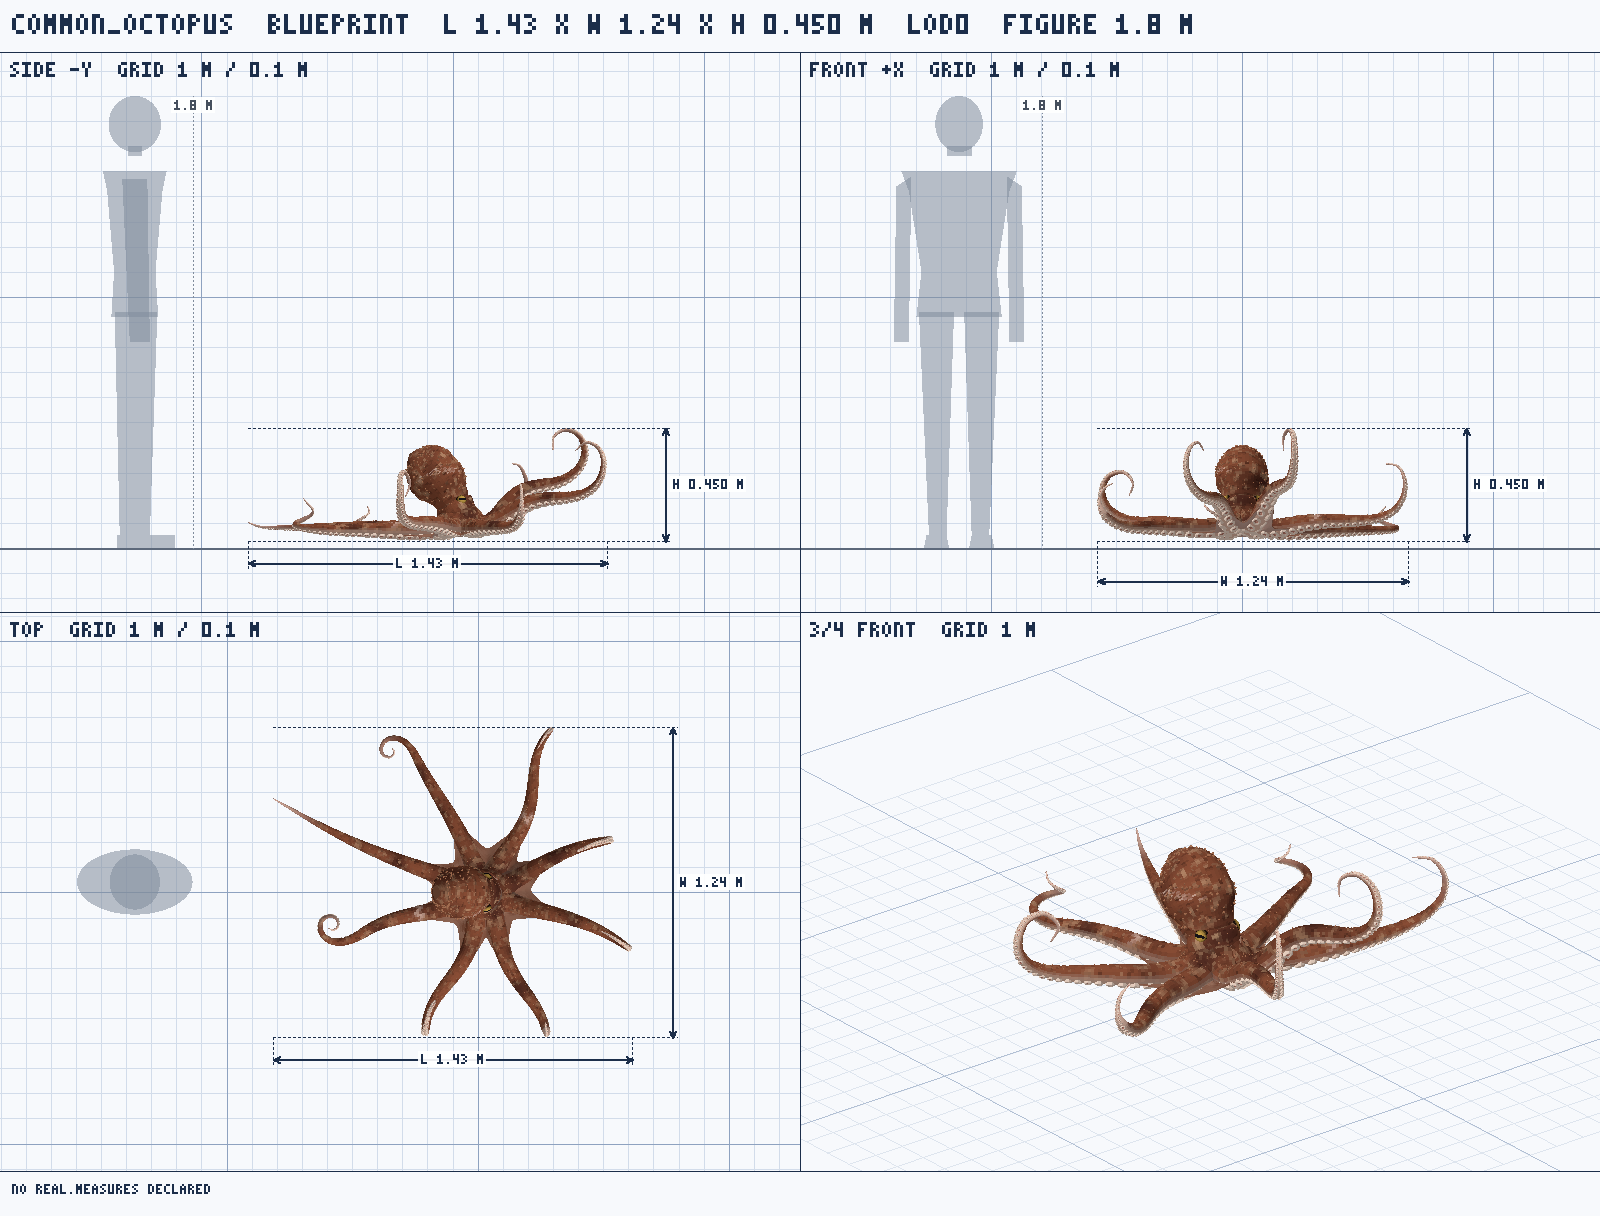 COMMON_OCTOPUS BLUEPRINT L 1.43 X W 1.24 X H 0.450 M LOD0 FIGURE 1.8 M
SIDE -Y GRID 1 M / 0.1 M
1.8 M
H 0.450 M
L 1.43 M
FRONT +X GRID 1 M / 0.1 M
1.8 M
H 0.450 M
W 1.24 M
TOP GRID 1 M / 0.1 M
W 1.24 M
L 1.43 M
3/4 FRONT GRID 1 M
NO REAL.MEASURES DECLARED